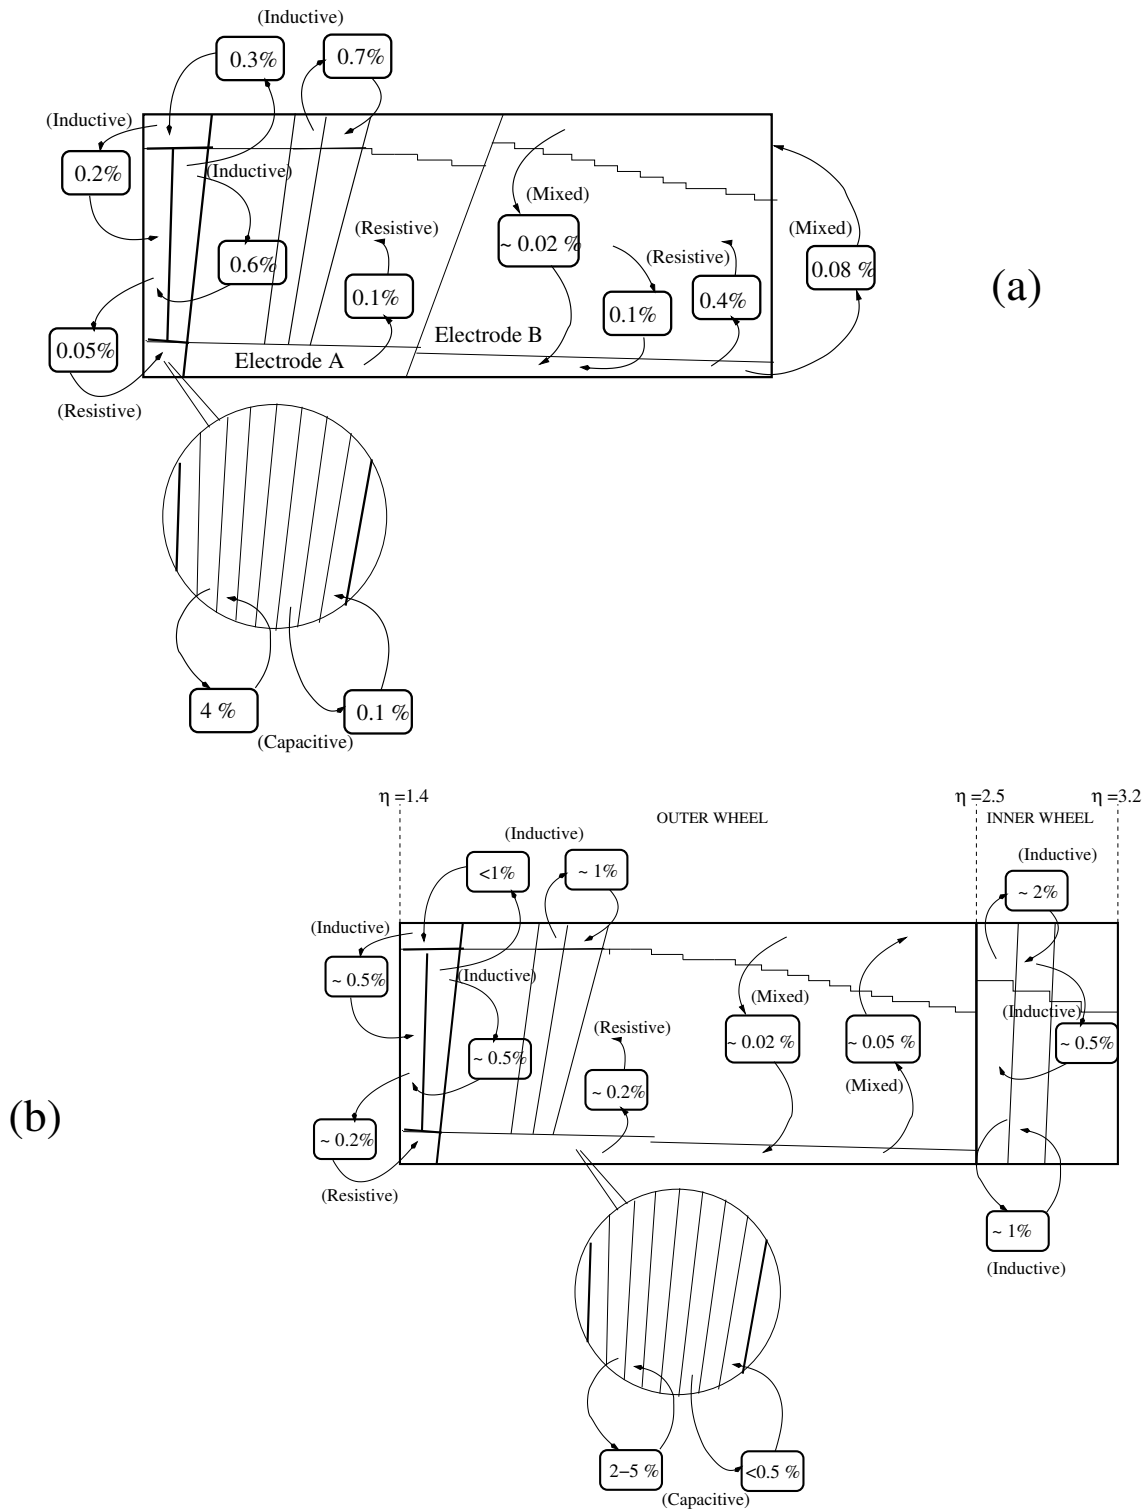 (Inductive)
0.3%
0.7%
(Inductive)
0.2%
(Inductive)
(Mixed)
(Resistive)
(Mixed)
~ 0.02 %
(Resistive)
0.6%
0.08 %
(a)
0.1%
0.1%
0.4%
0.05%
Electrode B
Electrode A
(Resistive)
4 %
0.1 %
(Capacitive)
η =1.4
η =2.5
η =3.2
OUTER WHEEL
INNER WHEEL
(Inductive)
(Inductive)
<1%
~ 1%
~ 2%
(Inductive)
~ 0.5%
(Inductive)
(Mixed)
(Inductive)
(Resistive)
~ 0.02 %
~ 0.05 %
~ 0.5%
~ 0.5%
(Mixed)
~ 0.2%
(b)
~ 0.2%
(Resistive)
~ 1%
(Inductive)
2–5 %
<0.5 %
(Capacitive)